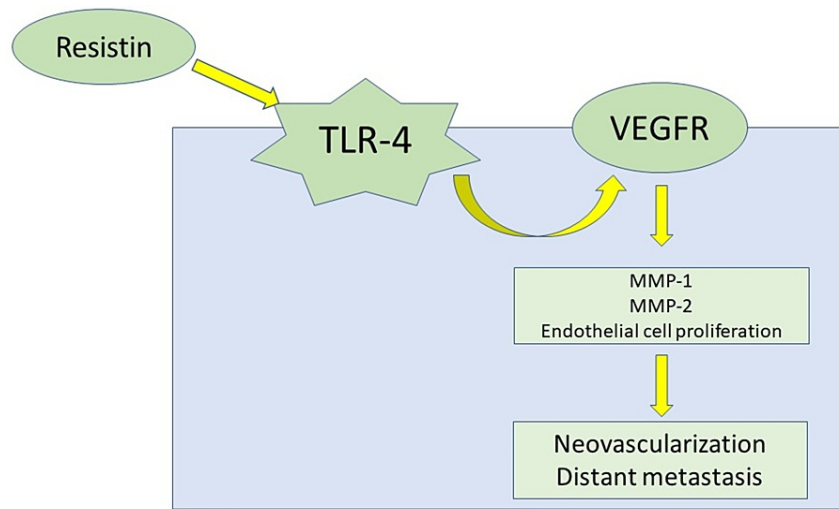 Resistin
TLR-4
VEGFR
MMP-1
MMP-2
Endothelial cell proliferation
Neovascularization
Distant metastasis